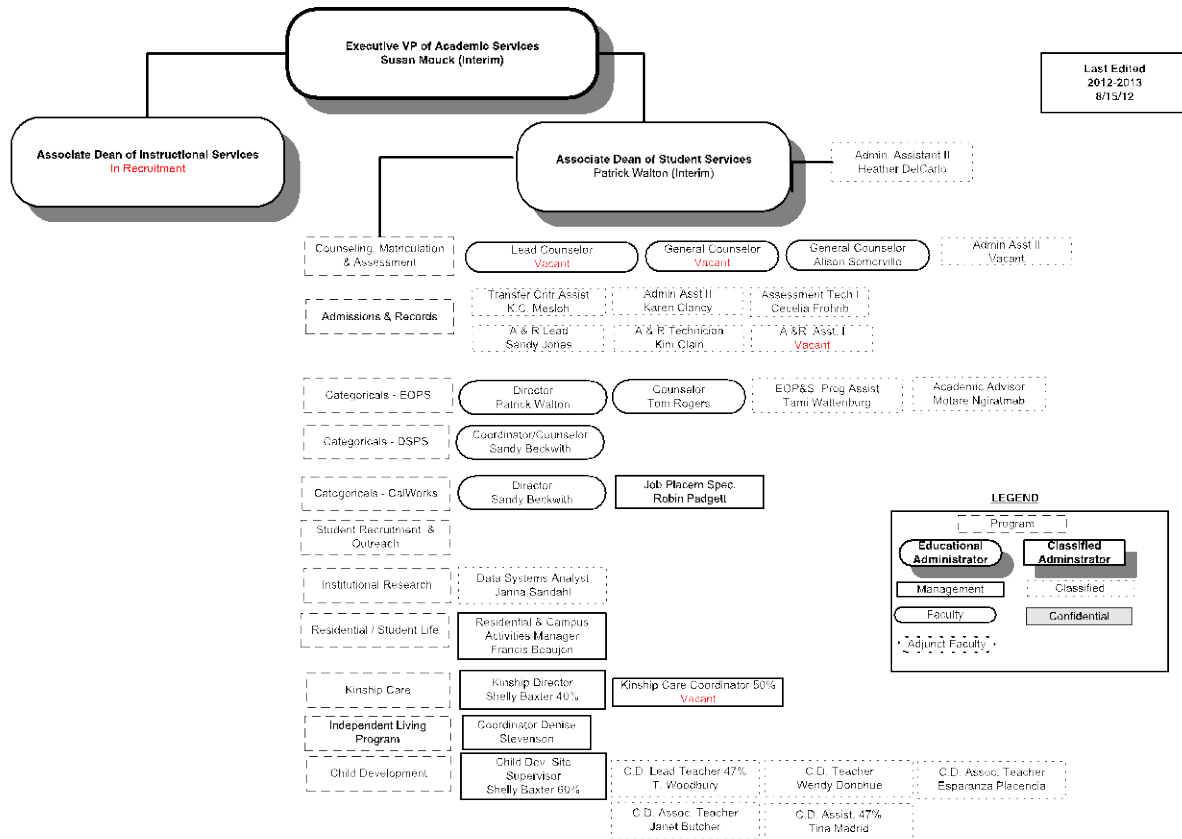 Executive VP of Academic Services
Susan Mouck (Interim)
Last Edited
2012-2013
8/15/12
Associate Dean of Instructional Services
In Recruitment
Associate Dean of Student Services
Patrick Walton (Interim)
Admin. Assistant II
Heather DelCarlo
Counseling, Matriculation
& Assessment
Lead Counselor
Vacant
General Counselor
Vacant
General Counselor
Alison Somerville
Admin Asst II
Vacant
Admissions & Records
Transfer Cntr Assist
K.C. Mesloh
Admin Asst II
Karen Clancy
Assessment Tech I
Cecelia Frohrib
A & R Lead
Sandy Jones
A & R Technician
Kim Clain
A &R Asst. I
Vacant
Categoricals - EOPS
Director
Patrick Walton
Counselor
Tom Rogers
EOP&S Prog Assist
Tami Wattenburg
Academic Advisor
Motare Ngiratmab
Categoricals - DSPS
Coordinator/Counselor
Sandy Beckwith
Categoricals - CalWorks
Director
Sandy Beckwith
Job Placem Spec.
Robin Padgett
Student Recruitment &
Outreach
Institutional Research
Data Systems Analyst
Janna Sandahl
Residential / Student Life
Residential & Campus
Activities Manager
Francis Beaujon
Kinship Care
Kinship Director
Shelly Baxter 40%
Kinship Care Coordinator 50%
Vacant
Independent Living
Program
Coordinator Denise
Stevenson
Child Development
Child Dev. Site
Supervisor
Shelly Baxter 60%
C.D. Lead Teacher 47%
T. Woodbury
C.D. Teacher
Wendy Donohue
C.D. Assoc. Teacher
Esparanza Placencia
C.D. Assoc. Teacher
Janet Butcher
C.D. Assist. 47%
Tina Madrid
LEGEND
Program
Educational
Administrator
Classified
Adminstrator
Management
Classified
Faculty
Confidential
Adjunct Faculty